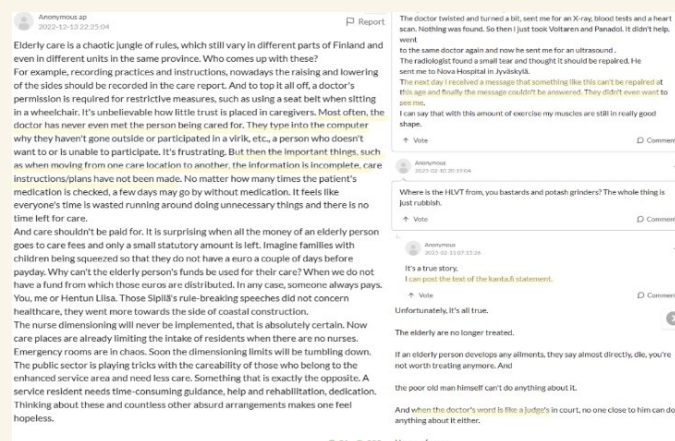 Anonymous ap
2022-12-13 22:25:04
Report
Elderly care is a chaotic jungle of rules, which still vary in different parts of Finland and
even in different units in the same province. Who comes up with these?
For example, recording practices and instructions, nowadays the raising and lowering
of the sides should be recorded in the care report. And to top it all off, a doctor's
permission is required for restrictive measures, such as using a seat belt when sitting
in a wheelchair. It's unbelievable how little trust is placed in caregivers. Most often, the
doctor has never even met the person being cared for. They type into the computer
why they haven't gone outside or participated in a virik, etc., a person who doesn't
want to or is unable to participate. It's frustrating. But then the important things, such
as when moving from one care location to another, the information is incomplete, care
instructions/plans have not been made. No matter how many times the patient's
medication is checked, a few days may go by without medication. It feels like
everyone's time is wasted running around doing unnecessary things and there is no
time left for care.
And care shouldn't be paid for. It is surprising when all the money of an elderly person
goes to care fees and only a small statutory amount is left. Imagine families with
children being squeezed so that they do not have a euro a couple of days before
payday. Why can't the elderly person's funds be used for their care? When we do not
have a fund from which those euros are distributed. In any case, someone always pays.
You, me or Hentun Liisa. Those Sipilä's rule-breaking speeches did not concern
healthcare, they went more towards the side of coastal construction.
The nurse dimensioning will never be implemented, that is absolutely certain. Now
care places are already limiting the intake of residents when there are no nurses.
Emergency rooms are in chaos. Soon the dimensioning limits will be tumbling down.
The public sector is playing tricks with the careability of those who belong to the
enhanced service area and need less care. Something that is exactly the opposite. A
service resident needs time-consuming guidance, help and rehabilitation, dedication.
Thinking about these and countless other absurd arrangements makes one feel
hopeless.
The doctor twisted and turned a bit, sent me for an X-ray, blood tests and a heart
scan. Nothing was found. So then I just took Voltaren and Panadol. It didn't help,
went
to the same doctor again and now he sent me for an ultrasound.
The radiologist found a small tear and thought it should be repaired. He
sent me to Nova Hospital in Jyväskylä.
The next day I received a message that something like this can't be repaired at
this age and finally the message couldn't be answered. They didn't even want to
see me.
I can say that with this amount of exercise my muscles are still in really good
shape.
Vote
Comment
Anonymous
Where is the HLVT from, you bastards and potash grinders? The whole thing is
just rubbish.
Vote
Comment
Anonymous
It's a true story.
I can post the text of the kanta.fi statement.
Vote
Comment
Unfortunately, It's all true.
The elderly are no longer treated.
If an elderly person develops any ailments, they say almost directly, die, you're
not worth treating anymore. And
the poor old man himself can't do anything about it.
And when the doctor's word is like a judge's in court, no one close to him can do
anything about it either.